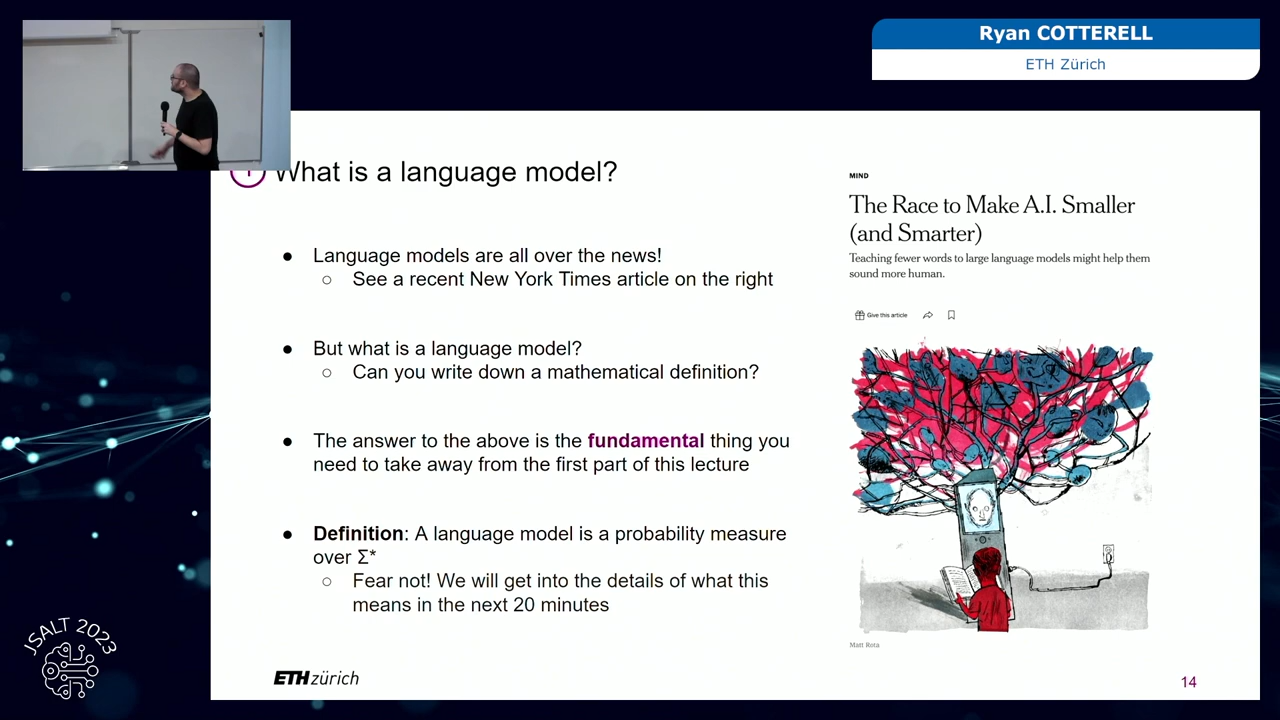 Ryan COTTERELL
ETH Zürich
What is a language model?
● Language models are all over the news!
○ See a recent New York Times article on the right
● But what is a language model?
○ Can you write down a mathematical definition?
● The answer to the above is the fundamental thing you
need to take away from the first part of this lecture
● Definition: A language model is a probability measure
over Σ*
○ Fear not! We will get into the details of what this
means in the next 20 minutes
MIND
The Race to Make A.I. Smaller
(and Smarter)
Teaching fewer words to large language models might help them
sound more human.
Give this article
Matt Rota
JSALT 2023
ETH zürich
14